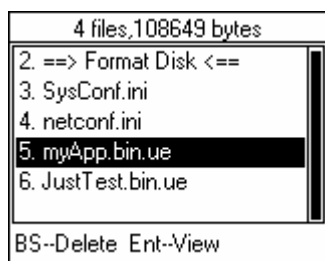 4 files,108649 bytes
2. ==> Format Disk <==
3. SysConf.ini
4. netconf.ini
5. myApp.bin.ue
6. JustTest.bin.ue
BS--Delete Ent--View